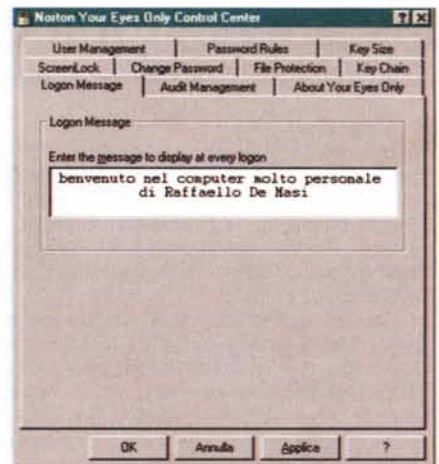 Norton Your Eyes Only Control Center
User Management Password Rules Key Size
ScreenLock Change Password File Protection Key Chain
Logon Message Audit Management About Your Eyes Only
Logon Message
Enter the message to display at every logon
benvenuto nel computer molto personale
di Raffaello De Masi
OK Annulla Applica ?